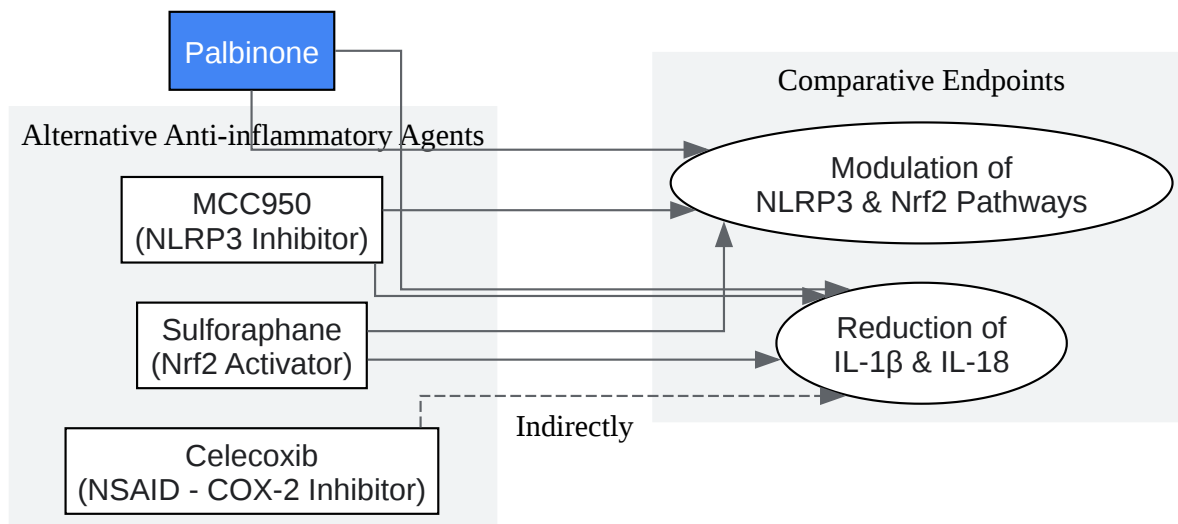 Palbinone
Alternative Anti-inflammatory Agents
MCC950
(NLRP3 Inhibitor)
Sulforaphane
(Nrf2 Activator)
Celecoxib
(NSAID - COX-2 Inhibitor)
Indirectly
Comparative Endpoints
Modulation of
NLRP3 & Nrf2 Pathways
Reduction of
IL-1β & IL-18